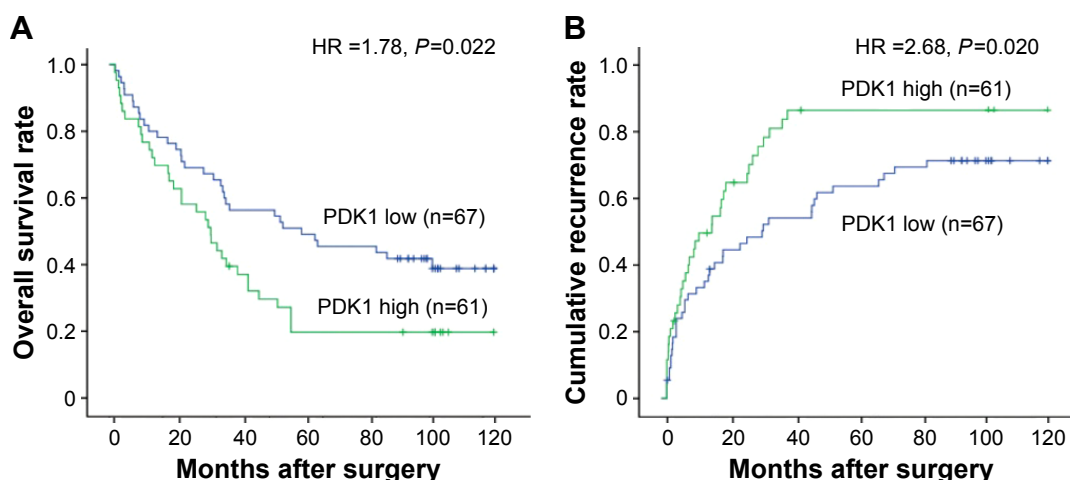 A
HR =1.78, P=0.022
Overall survival rate
1.0
0.8
0.6
0.4
0.2
0
PDK1 low (n=67)
PDK1 high (n=61)
0 20 40 60 80 100 120
Months after surgery
B
HR =2.68, P=0.020
Cumulative recurrence rate
1.0
0.8
0.6
0.4
0.2
0
PDK1 high (n=61)
PDK1 low (n=67)
0 20 40 60 80 100 120
Months after surgery